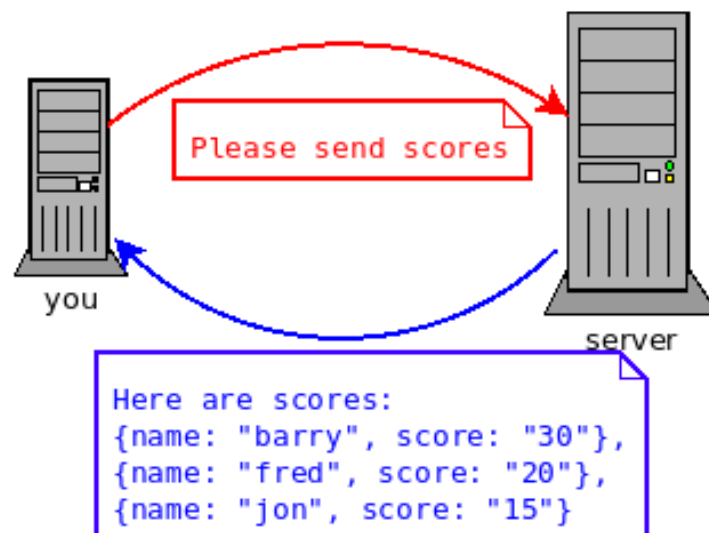 Please send scores
you
server
Here are scores:
{name: "barry", score: "30"},
{name: "fred", score: "20"},
{name: "jon", score: "15"}